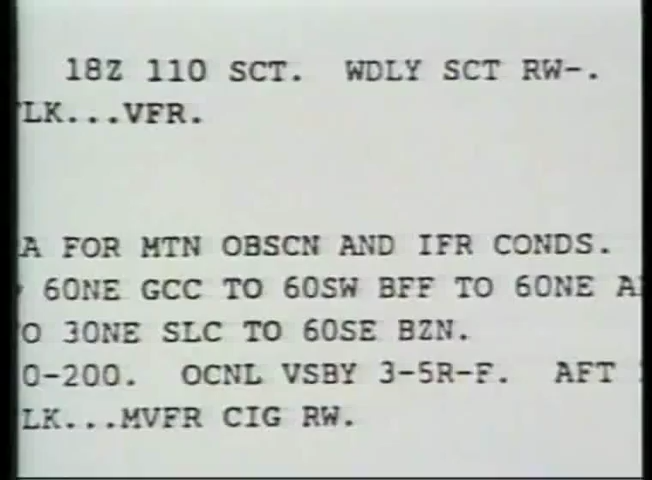 18Z 110 SCT. WDLY SCT RW-.
LK...VFR.
A FOR MTN OBSCN AND IFR CONDS.
60NE GCC TO 60SW BFF TO 60NE A
O 30NE SLC TO 60SE BZN.
0-200. OCNL VSBY 3-5R-F. AFT
LK...MVFR CIG RW.